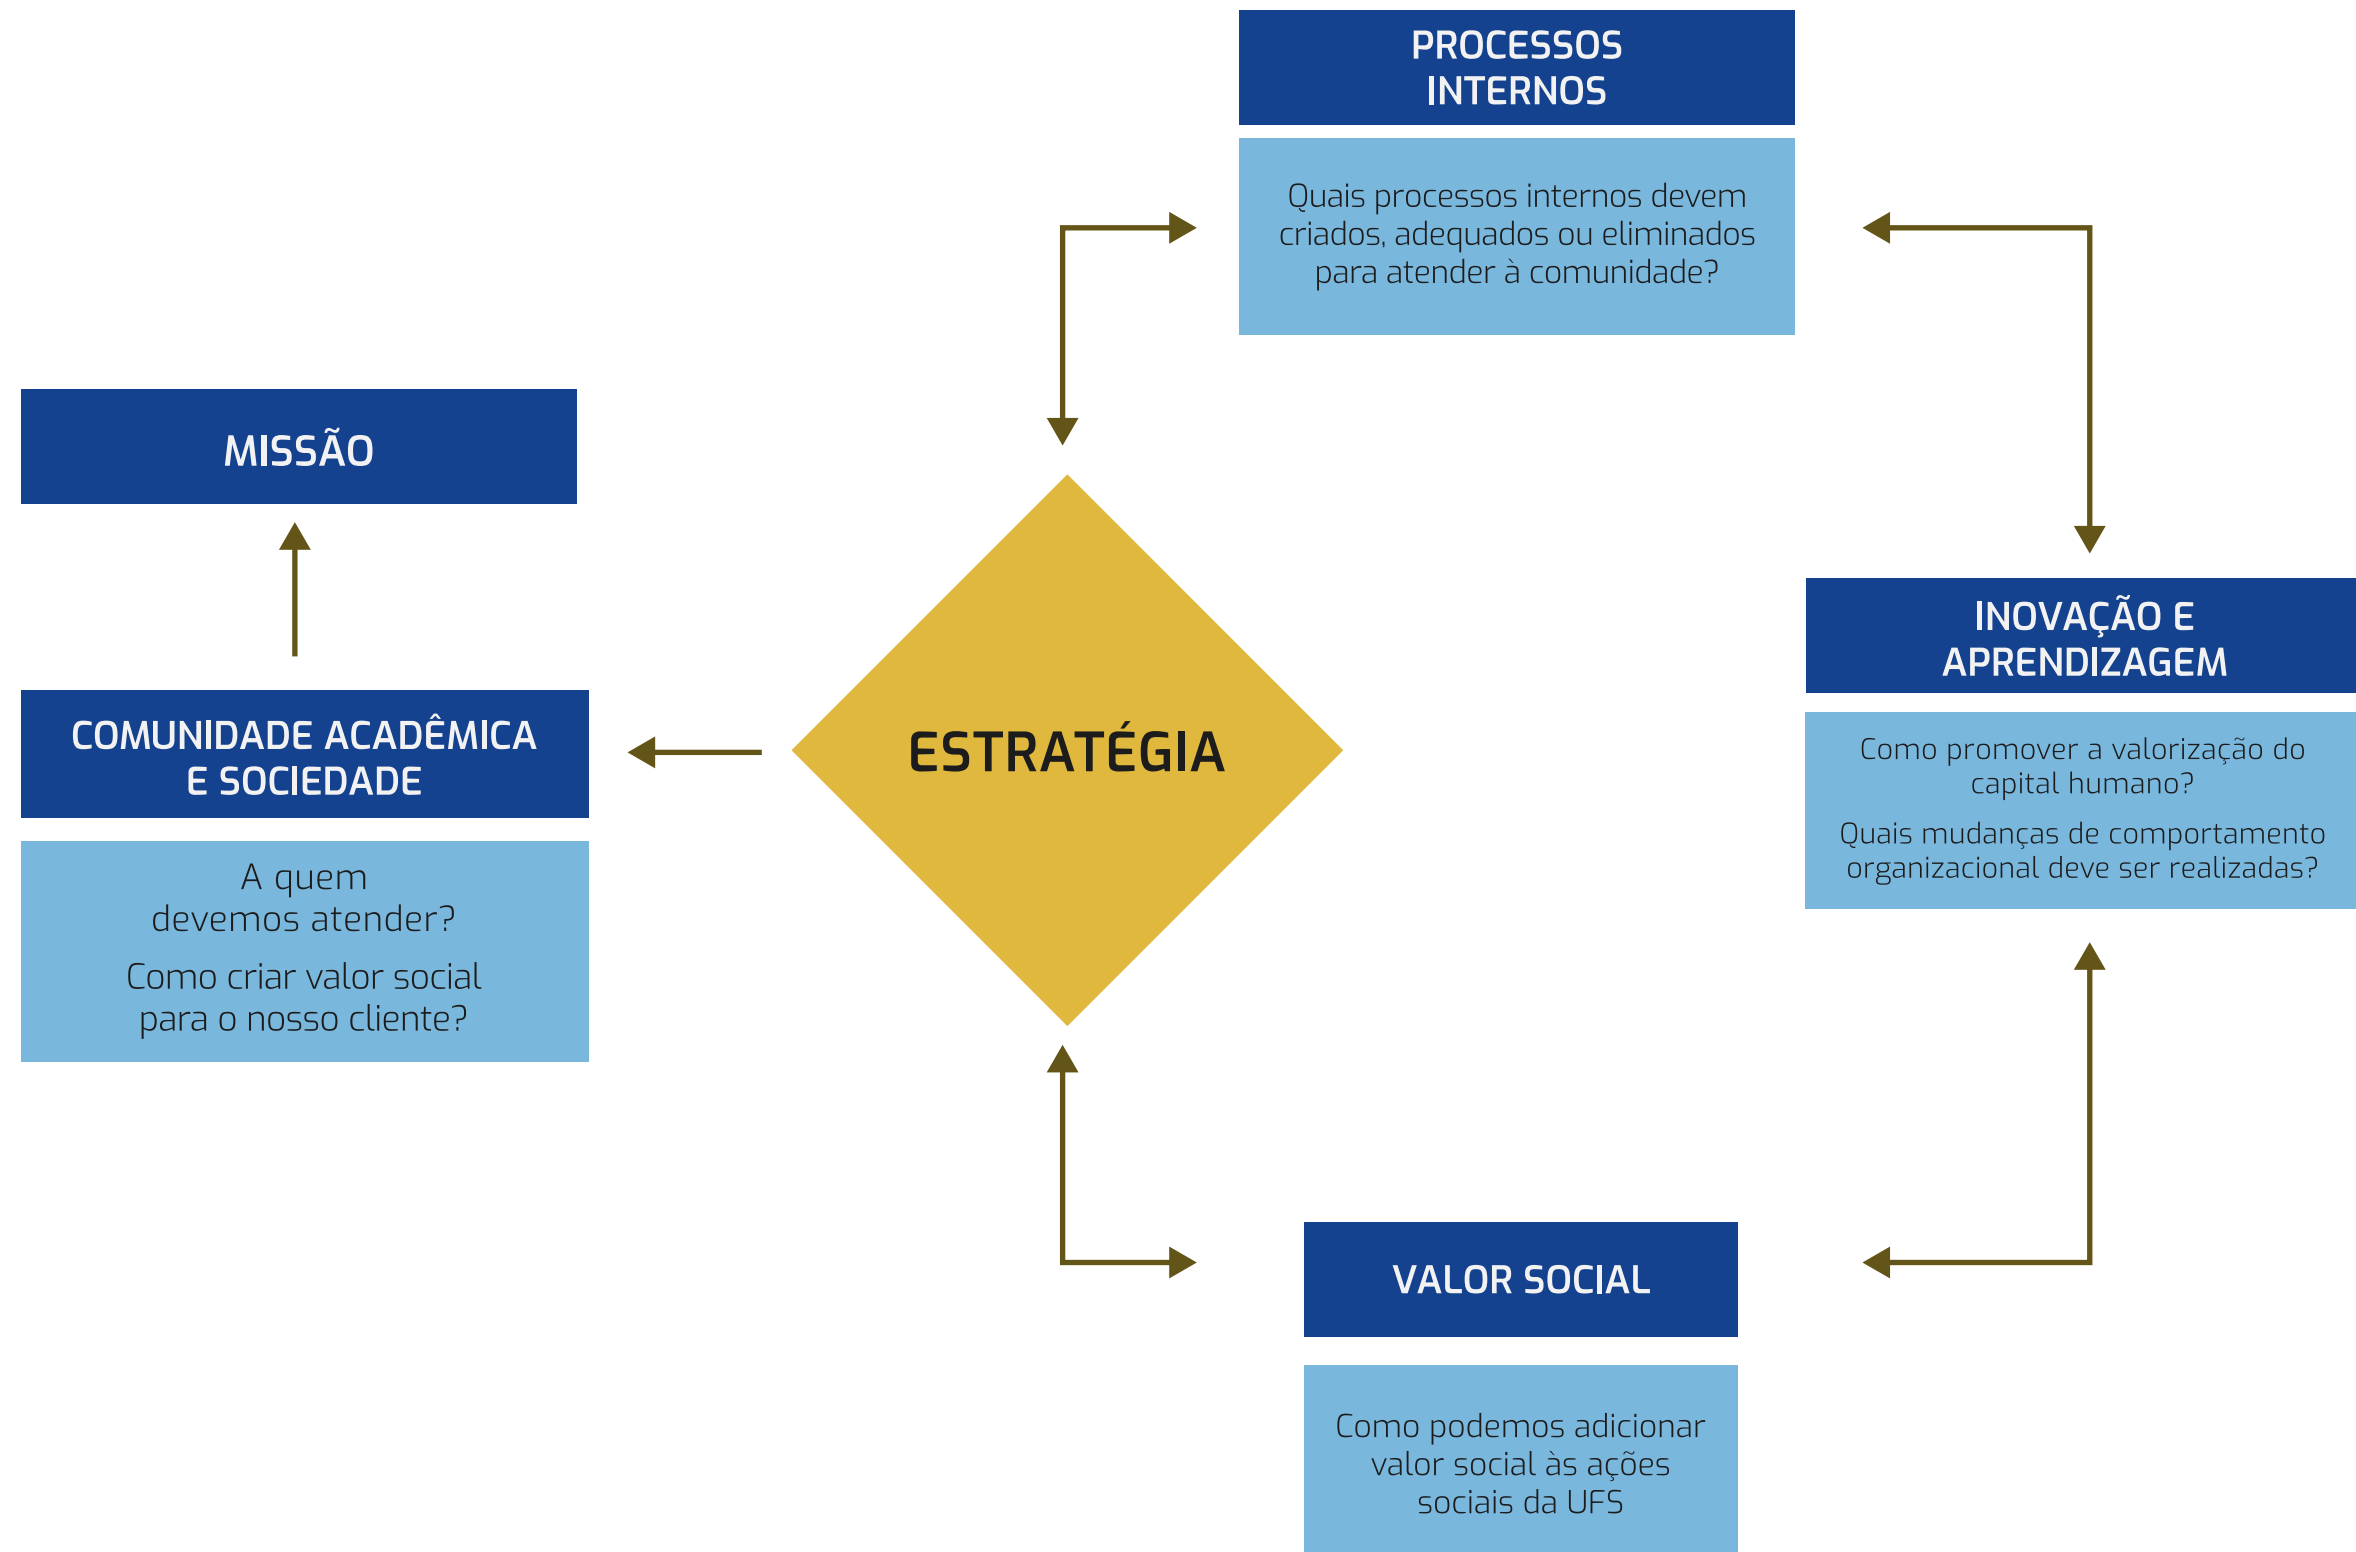 PROCESSOS
INTERNOS
Quais processos internos devem
criados, adequados ou eliminados
para atender à comunidade?
MISSÃO
COMUNIDADE ACADÊMICA
E SOCIEDADE
A quem
devemos atender?
Como criar valor social
para o nosso cliente?
ESTRATÉGIA
INOVAÇÃO E
APRENDIZAGEM
Como promover a valorização do
capital humano?
Quais mudanças de comportamento
organizacional deve ser realizadas?
VALOR SOCIAL
Como podemos adicionar
valor social às ações
sociais da UFS